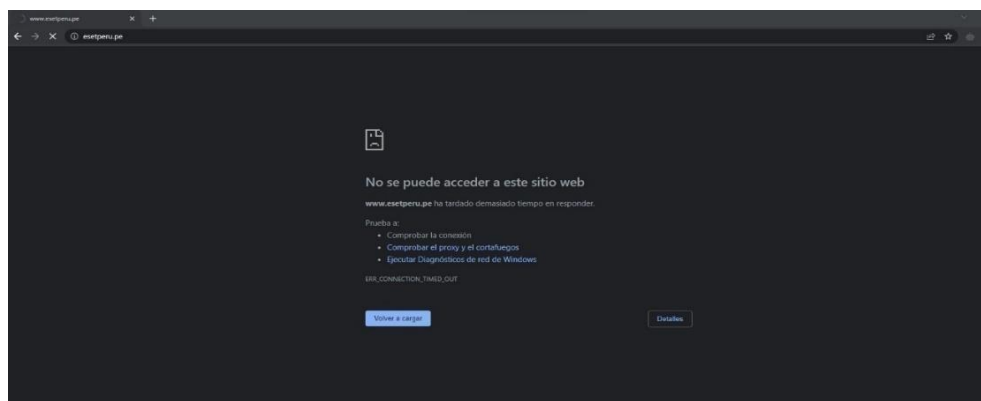 www.esetperu.pe
esetperu.pe
No se puede acceder a este sitio web
www.esetperu.pe ha tardado demasiado tiempo en responder.
Prueba a:
Comprobar la conexión
Comprobar el proxy y el cortafuegos
Ejecutar Diagnósticos de red de Windows
ERR_CONNECTION_TIMED_OUT
Volver a cargar
Detalles